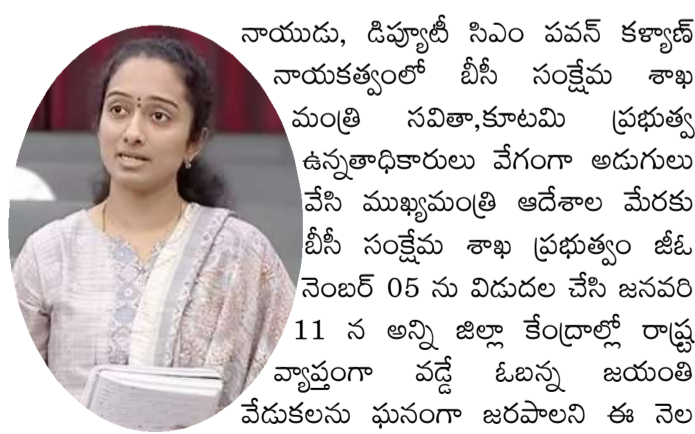 నాయుడు, డిప్యూటీ సిఎం పవన్ కళ్యాణ్
నాయకత్వంలో బీసీ సంక్షేమ శాఖ
మంత్రి సవితా,కూటమి ప్రభుత్వ
ఉన్నతాధికారులు వేగంగా అడుగులు
వేసి ముఖ్యమంత్రి ఆదేశాల మేరకు
బీసీ సంక్షేమ శాఖ ప్రభుత్వం జీఓ
నెంబర్ 05 ను విడుదల చేసి జనవరి
11 న అన్ని జిల్లా కేంద్రాల్లో రాష్ట్ర
వ్యాప్తంగా వడ్డే ఓబన్న జయంతి
వేడుకలను ఘనంగా జరపాలని ఈ నెల